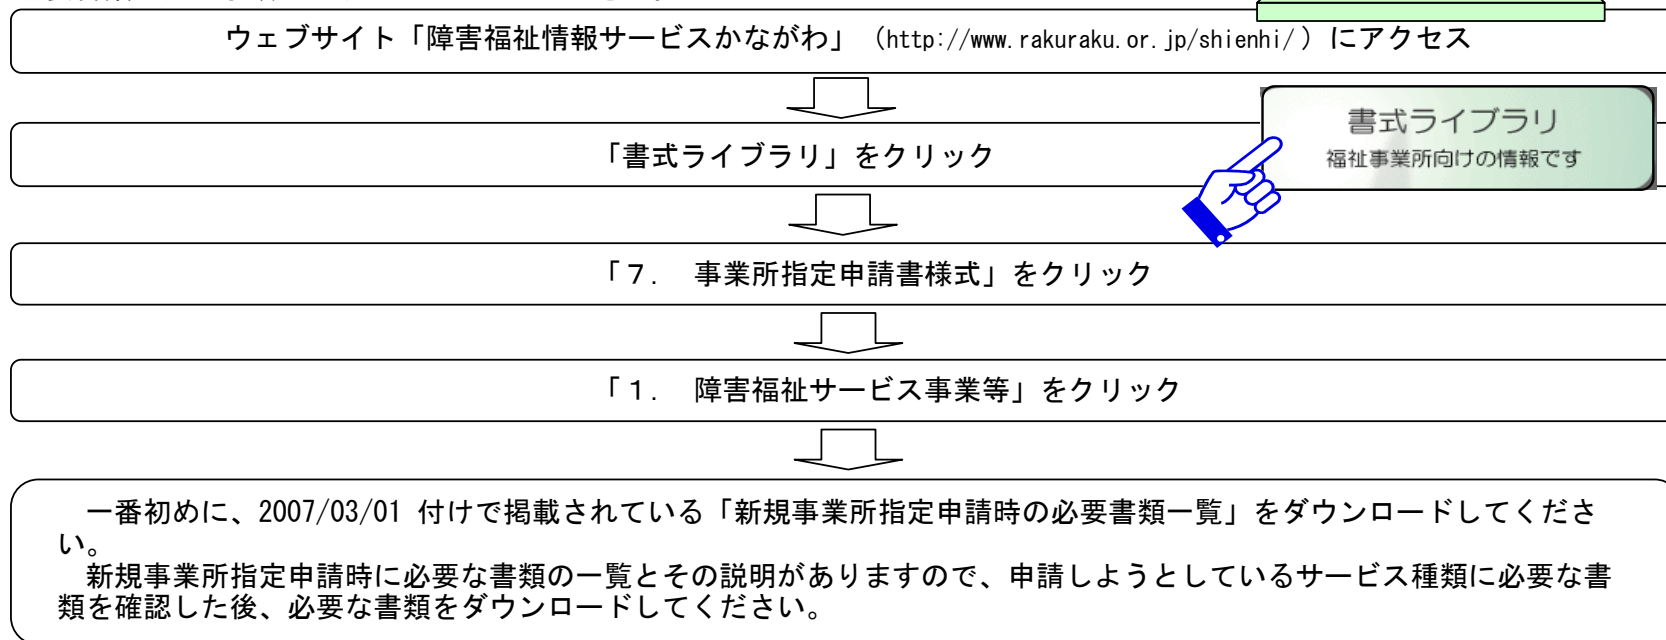 ウェブサイト「障害福祉情報サービスかながわ」（http://www.rakuraku.or.jp/shienhi/）にアクセス
「書式ライブラリ」をクリック
書式ライブラリ
福祉事業所向けの情報です
「７．　事業所指定申請書様式」をクリック
「１．　障害福祉サービス事業等」をクリック
　一番初めに、2007/03/01 付けで掲載されている「新規事業所指定申請時の必要書類一覧」をダウンロードしてくださ
い。
　新規事業所指定申請時に必要な書類の一覧とその説明がありますので、申請しようとしているサービス種類に必要な書
類を確認した後、必要な書類をダウンロードしてください。